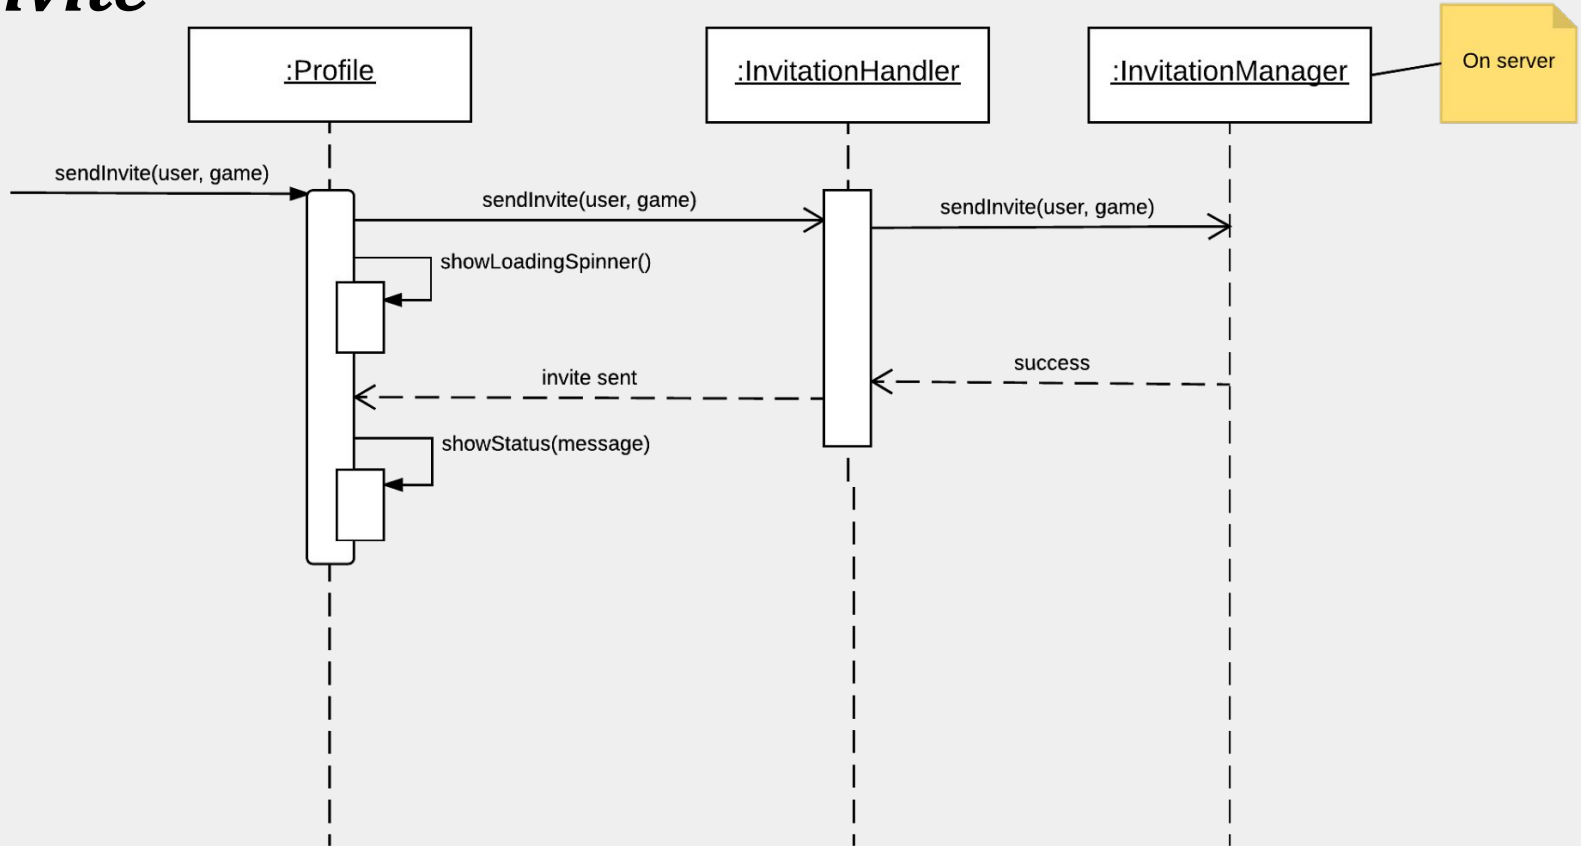 :Profile
:InvitationHandler
:InvitationManager
On server
sendInvite(user, game)
sendInvite(user, game)
sendInvite(user, game)
showLoadingSpinner()
success
invite sent
showStatus(message)